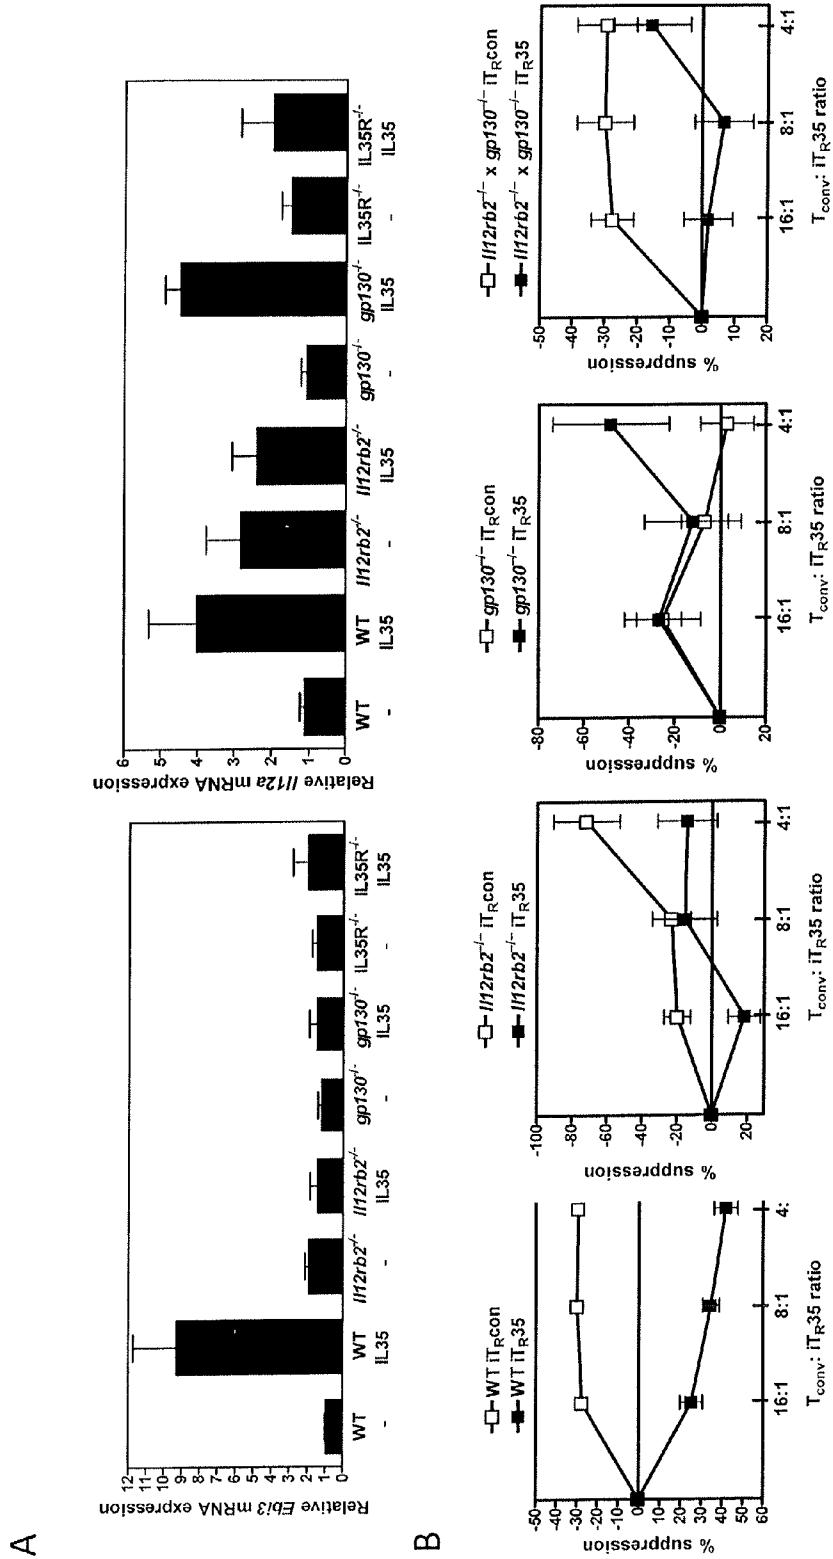 A
Relative Ebi3 mRNA expression
12
11
10
9
8
7
6
5
4
3
2
1
0
WT WT Il12rb2-/- Il12rb2-/- gp130-/- gp130-/- IL35R-/- IL35R-/-
- IL35 - IL35 - IL35 - IL35
Relative Il12a mRNA expression
6
5
4
3
2
1
0
WT WT Il12rb2-/- Il12rb2-/- gp130-/- gp130-/- IL35R-/- IL35R-/-
- IL35 - IL35 - IL35 - IL35
B
WT iTRcon
WT iTR35
% suppression
-50
-40
-30
-20
-10
0
10
20
30
40
50
60
16:1 8:1 4:
Tconv: iTR35 ratio
Il12rb2-/- iTRcon
Il12rb2-/- iTR35
% suppression
-100
-80
-60
-40
-20
0
20
16:1 8:1 4:1
Tconv: iTR35 ratio
gp130-/- iTRcon
gp130-/- iTR35
% suppression
-80
-60
-40
-20
0
20
16:1 8:1 4:1
Tconv: iTR35 ratio
Il12rb2-/- x gp130-/- iTRcon
Il12rb2-/- x gp130-/- iTR35
% suppression
-50
-40
-30
-20
-10
0
10
20
16:1 8:1 4:1
Tconv: iTR35 ratio